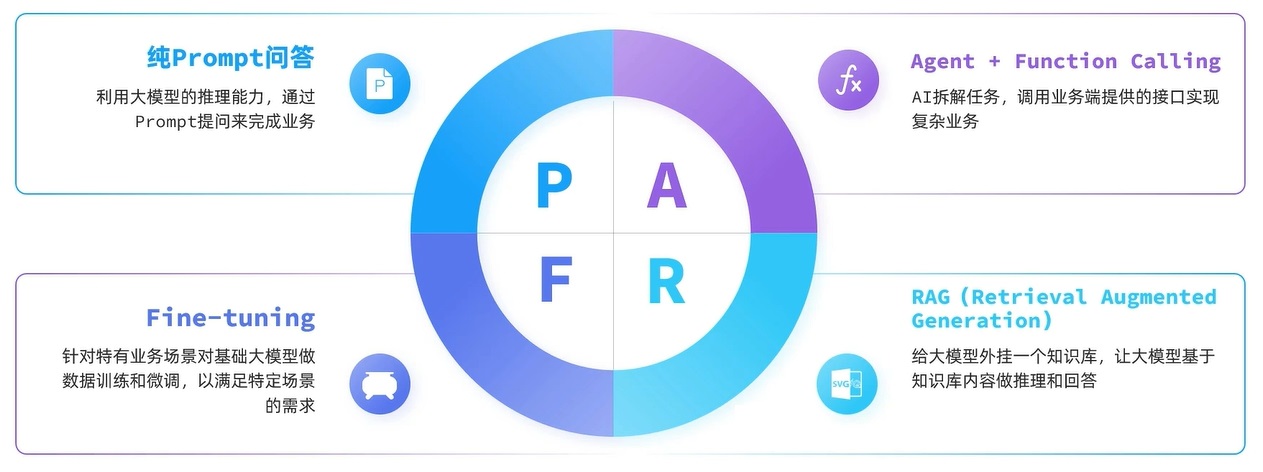 纯Prompt问答
利用大模型的推理能力，通过
Prompt提问来完成业务
P
Agent + Function Calling
AI拆解任务，调用业务端提供的接口实现
复杂业务
fx
P A
F R
Fine-tuning
针对特有业务场景对基础大模型做
数据训练和微调，以满足特定场景
的需求
RAG（Retrieval Augmented
Generation）
给大模型外挂一个知识库，让大模型基于
知识库内容做推理和回答
SVG